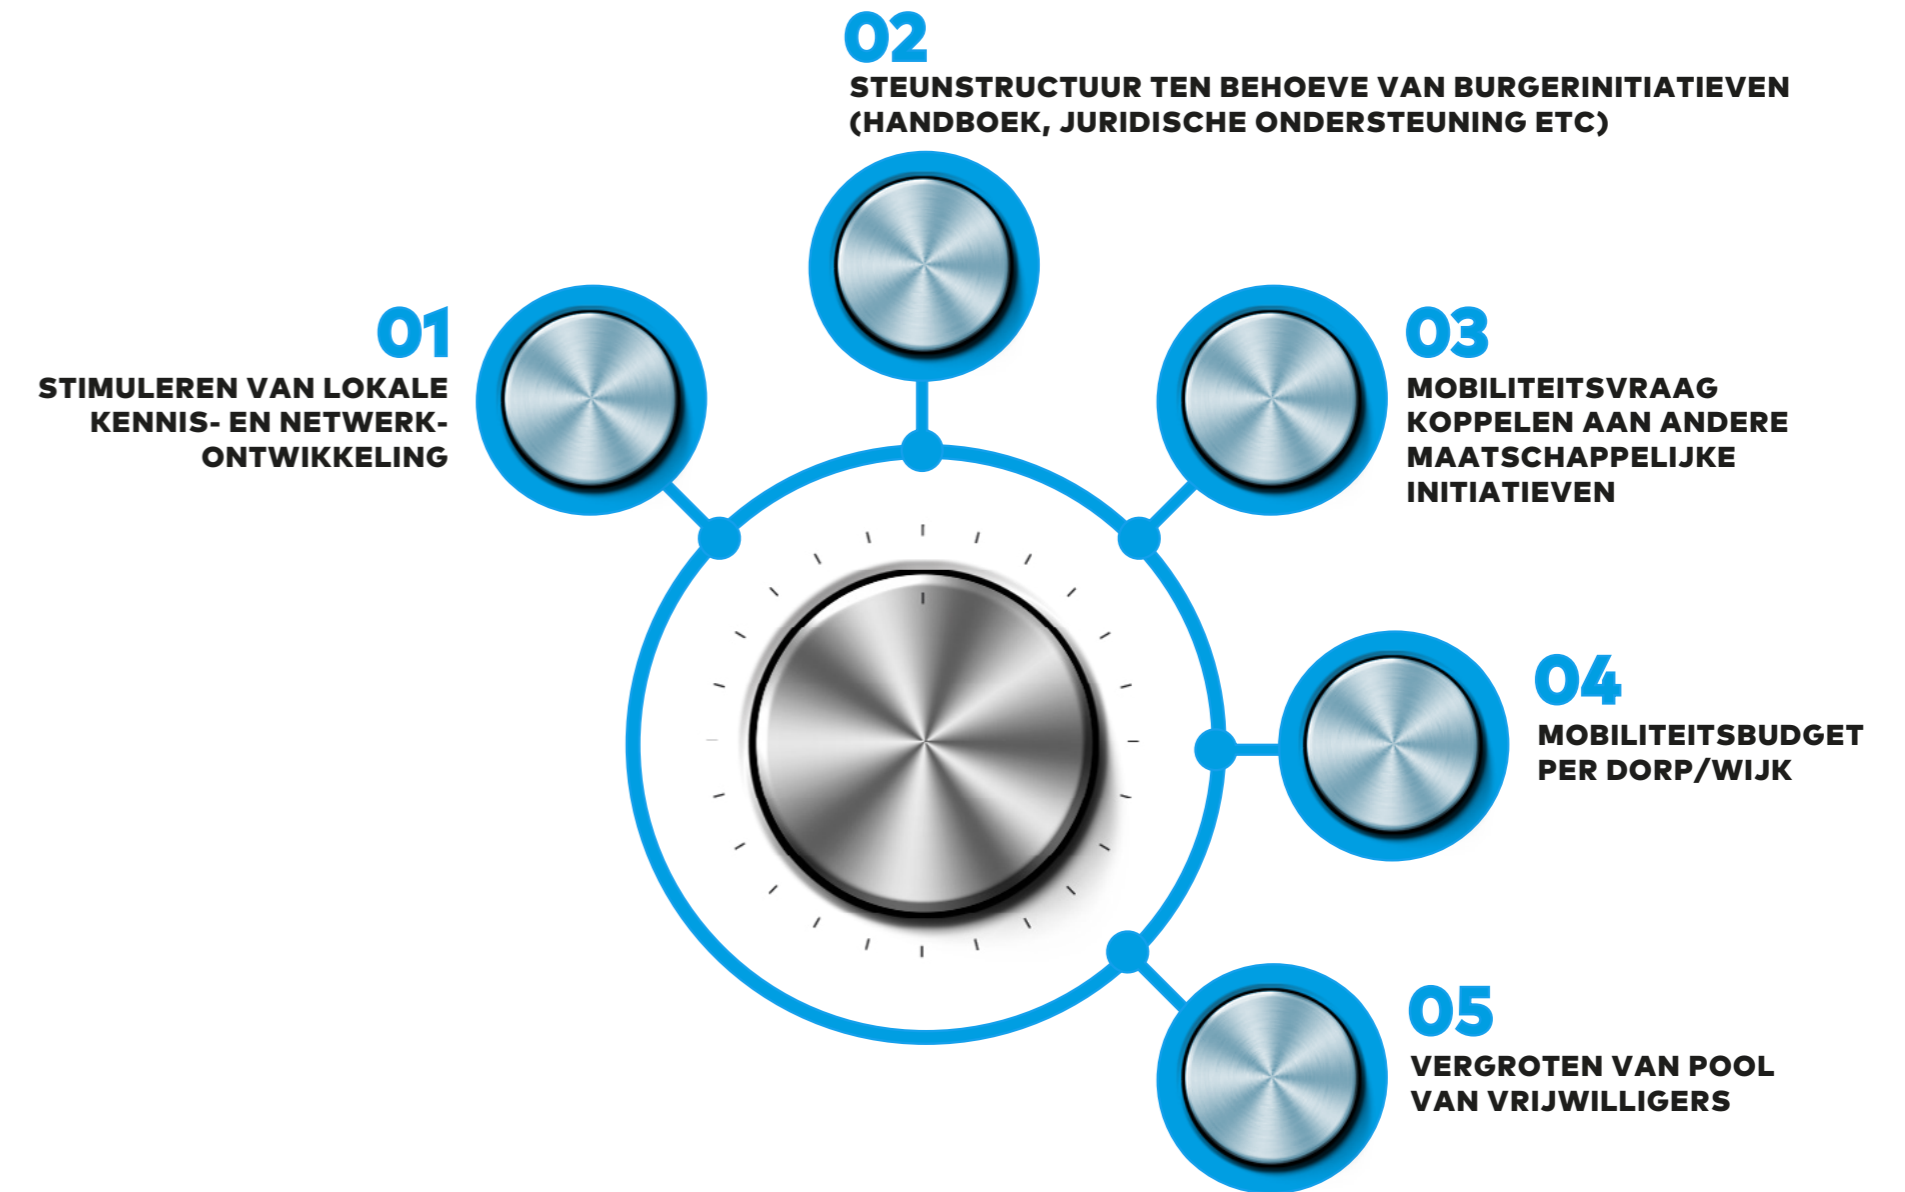 01
STIMULEREN VAN LOKALE
KENNIS- EN NETWERK-
ONTWIKKELING
02
STEUNSTRUCTUUR TEN BEHOEVE VAN BURGERINITIATIEVEN
(HANDBOEK, JURIDISCHE ONDERSTEUNING ETC)
03
MOBILITEITSVRAAG
KOPPELEN AAN ANDERE
MAATSCHAPPELIJKE
INITIATIEVEN
04
MOBILITEITSBUDGET
PER DORP/WIJK
05
VERGROTEN VAN POOL
VAN VRIJWILLIGERS